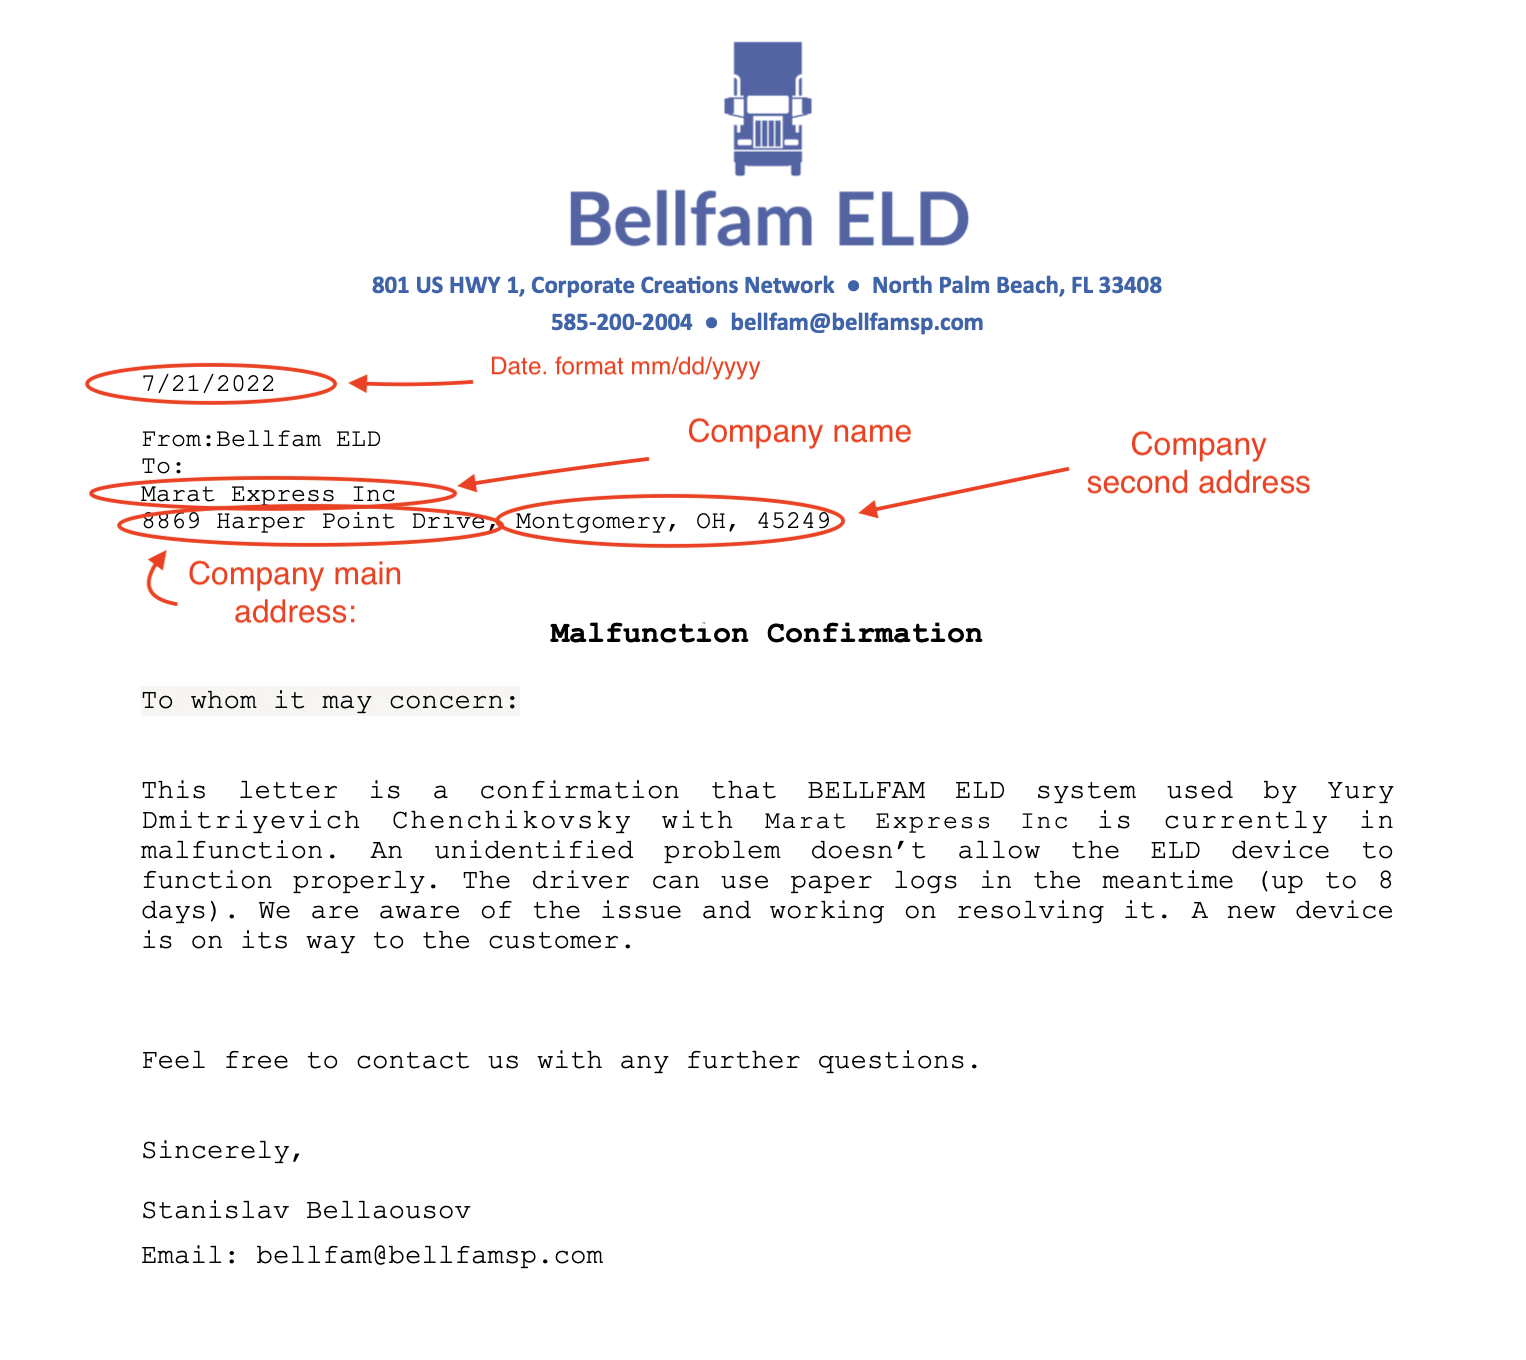 Bellfam ELD
801 US HWY 1, Corporate Creations Network ● North Palm Beach, FL 33408
585-200-2004 ● bellfam@bellfamsp.com
Date. format mm/dd/yyyy
7/21/2022
Company name
From:Bellfam ELD
Company
second address
To:
Marat Express Inc
8869 Harper Point Drive, Montgomery, OH, 45249
Company main
address:
Malfunction Confirmation
To whom it may concern:
This letter is a confirmation that BELLFAM ELD system used by Yury
Dmitriyevich Chenchikovsky with Marat Express Inc is currently in
malfunction. An unidentified problem doesn’t allow the ELD device to
function properly. The driver can use paper logs in the meantime (up to 8
days). We are aware of the issue and working on resolving it. A new device
is on its way to the customer.
Feel free to contact us with any further questions.
Sincerely,
Stanislav Bellaousov
Email: bellfam@bellfamsp.com